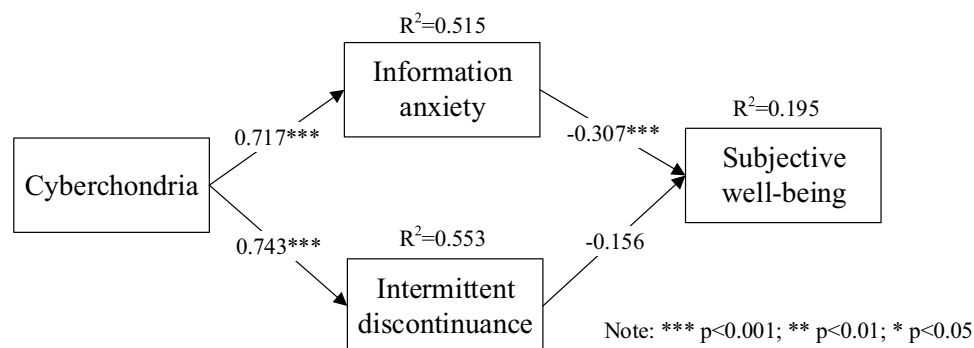 R²=0.515
Information
anxiety
R²=0.195
0.717***
-0.307***
Cyberchondria
Subjective
well-being
0.743***
R²=0.553
-0.156
Intermittent
discontinuance
Note: *** p<0.001; ** p<0.01; * p<0.05